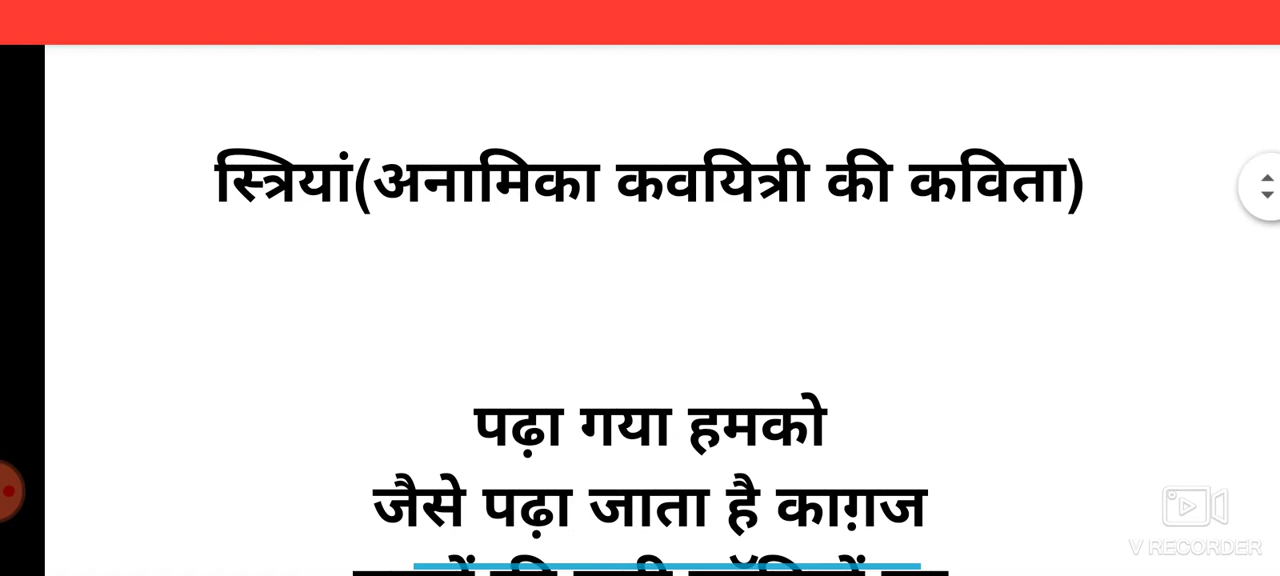 स्त्रियां(अनामिका कवयित्री की कविता)
पढ़ा गया हमको
जैसे पढ़ा जाता है काग़ज
V RECORDER